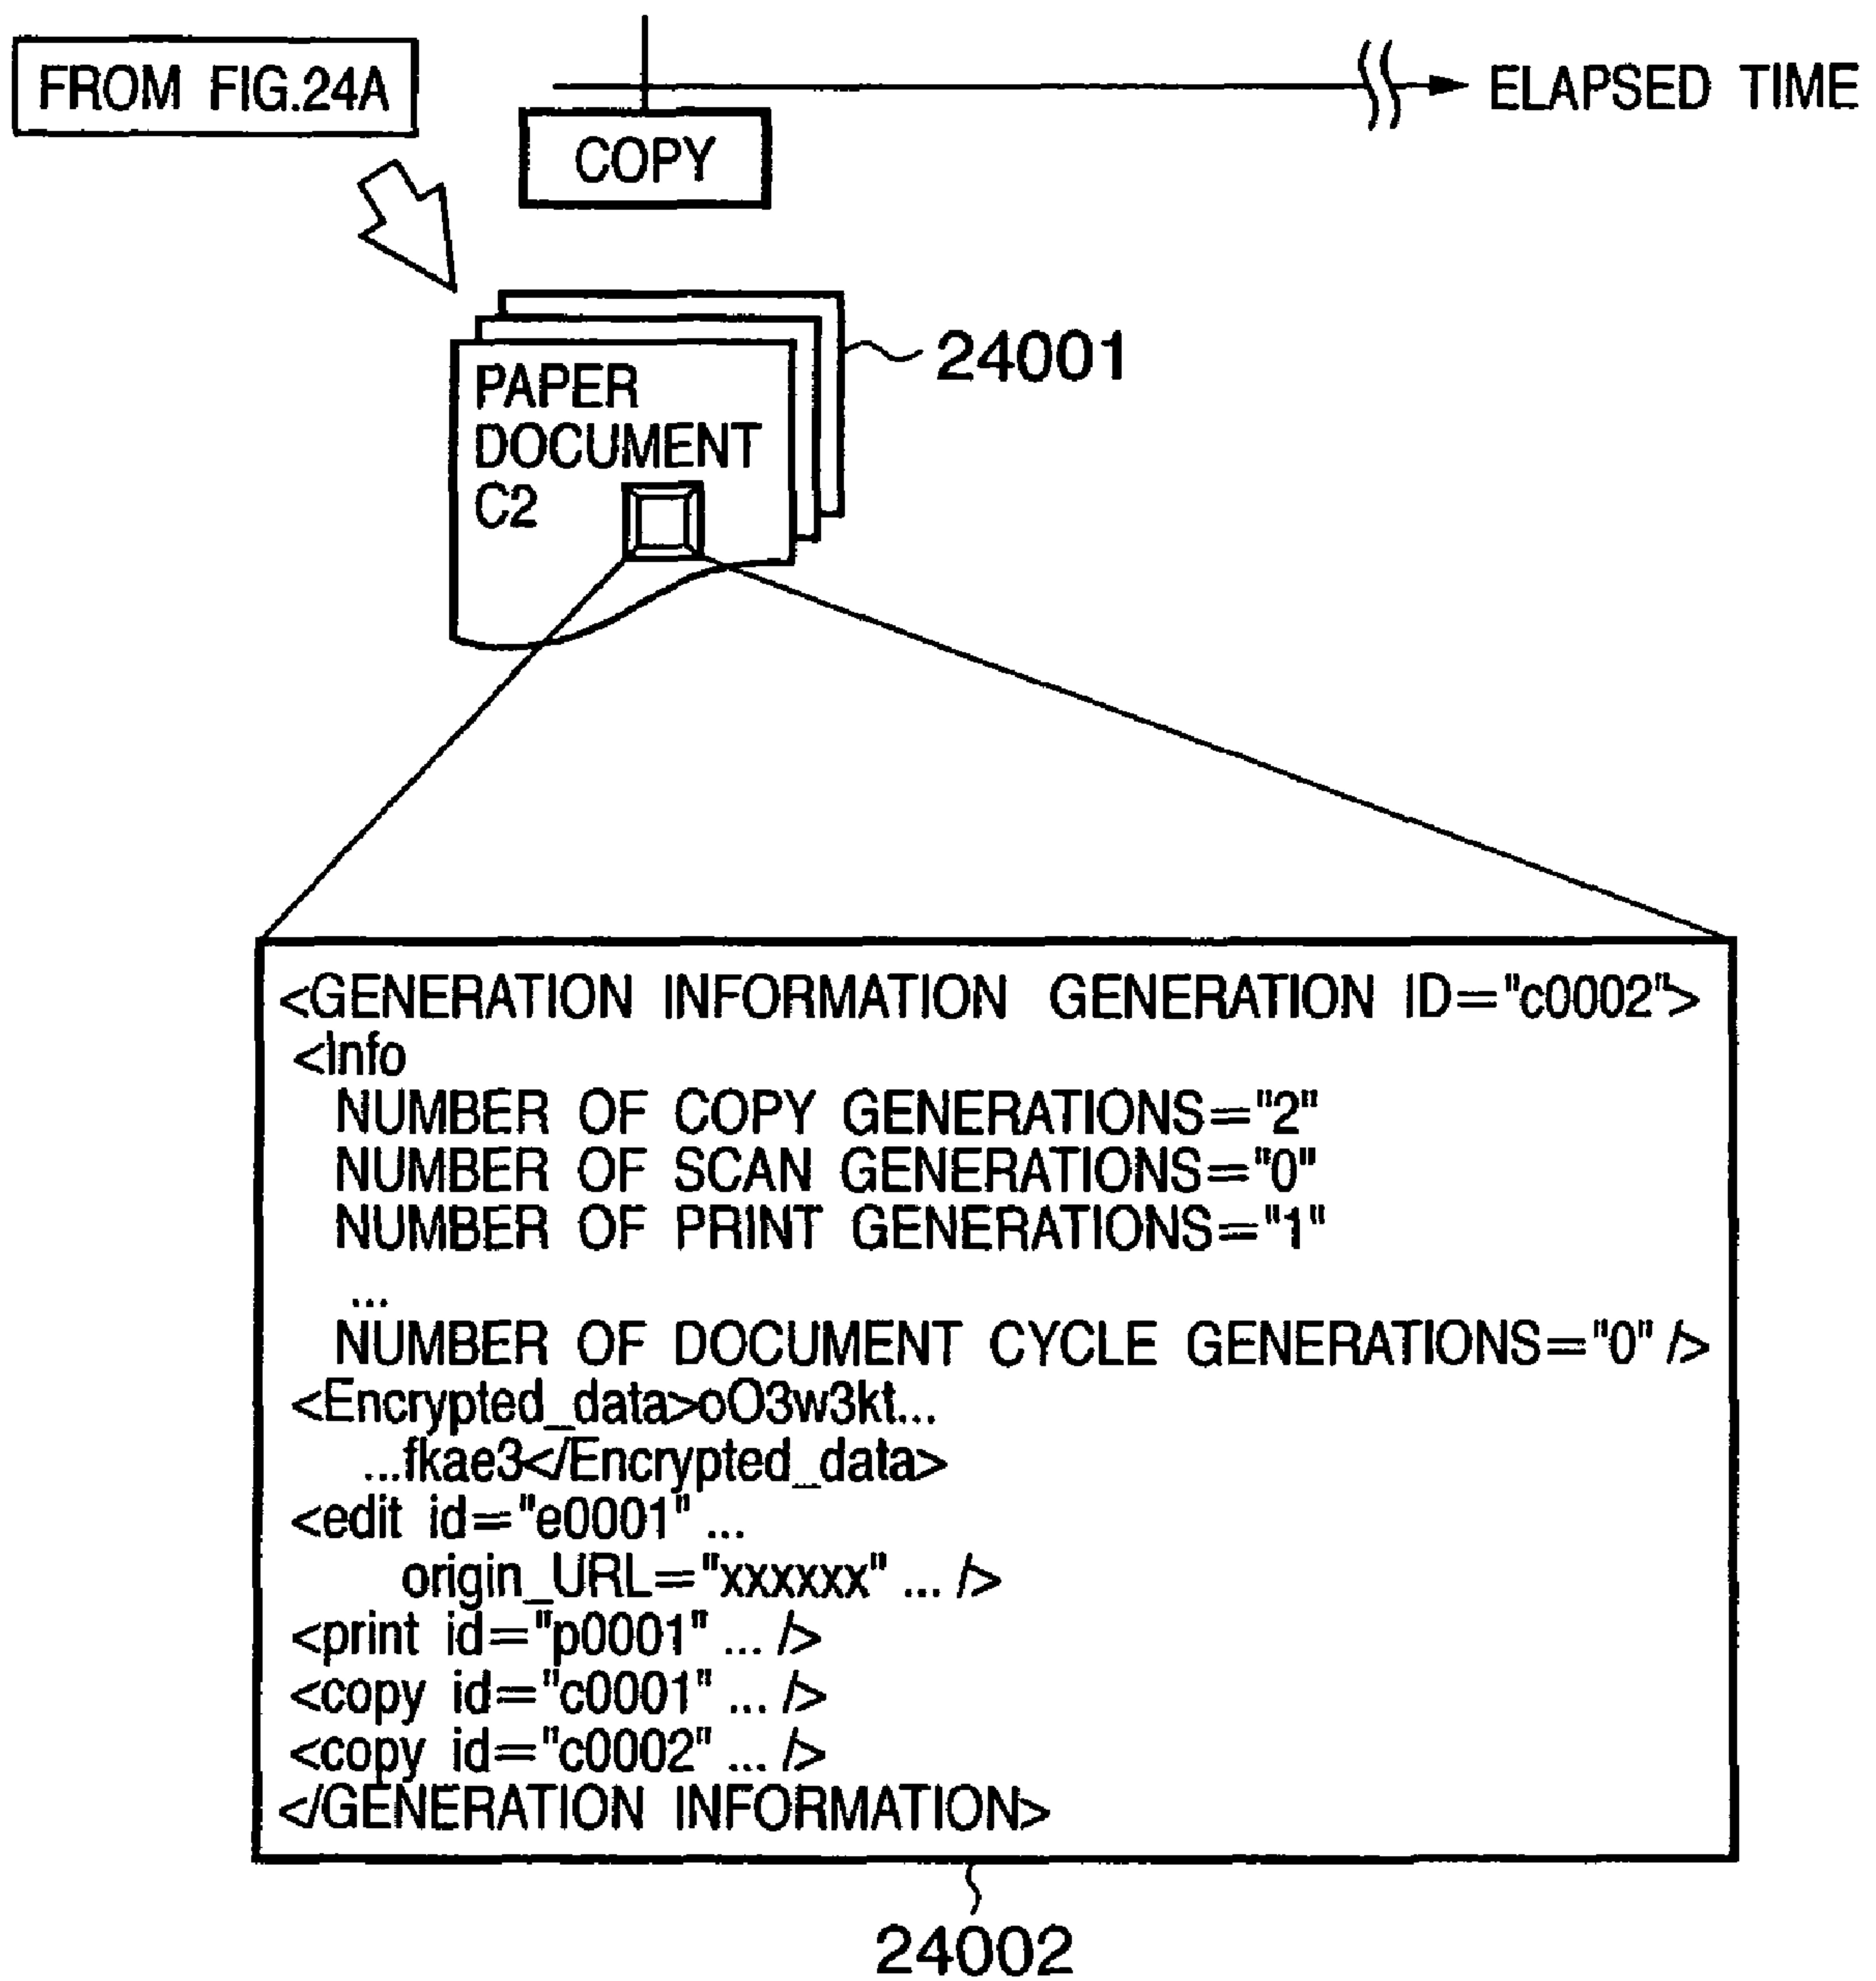 FROM FIG.24A
ELAPSED TIME
COPY
24001
PAPER
DOCUMENT
C2
<GENERATION INFORMATION GENERATION ID="c0002">
<Info
NUMBER OF COPY GENERATIONS="2"
NUMBER OF SCAN GENERATIONS="0"
NUMBER OF PRINT GENERATIONS="1"
...
NUMBER OF DOCUMENT CYCLE GENERATIONS="0" />
<Encrypted_data>oO3w3kt...
...fkae3</Encrypted_data>
<edit id="e0001" ...
origin_URL="xxxxxx" ... />
<print id="p0001" ... />
<copy id="c0001" ... />
<copy id="c0002" ... />
</GENERATION INFORMATION>
24002